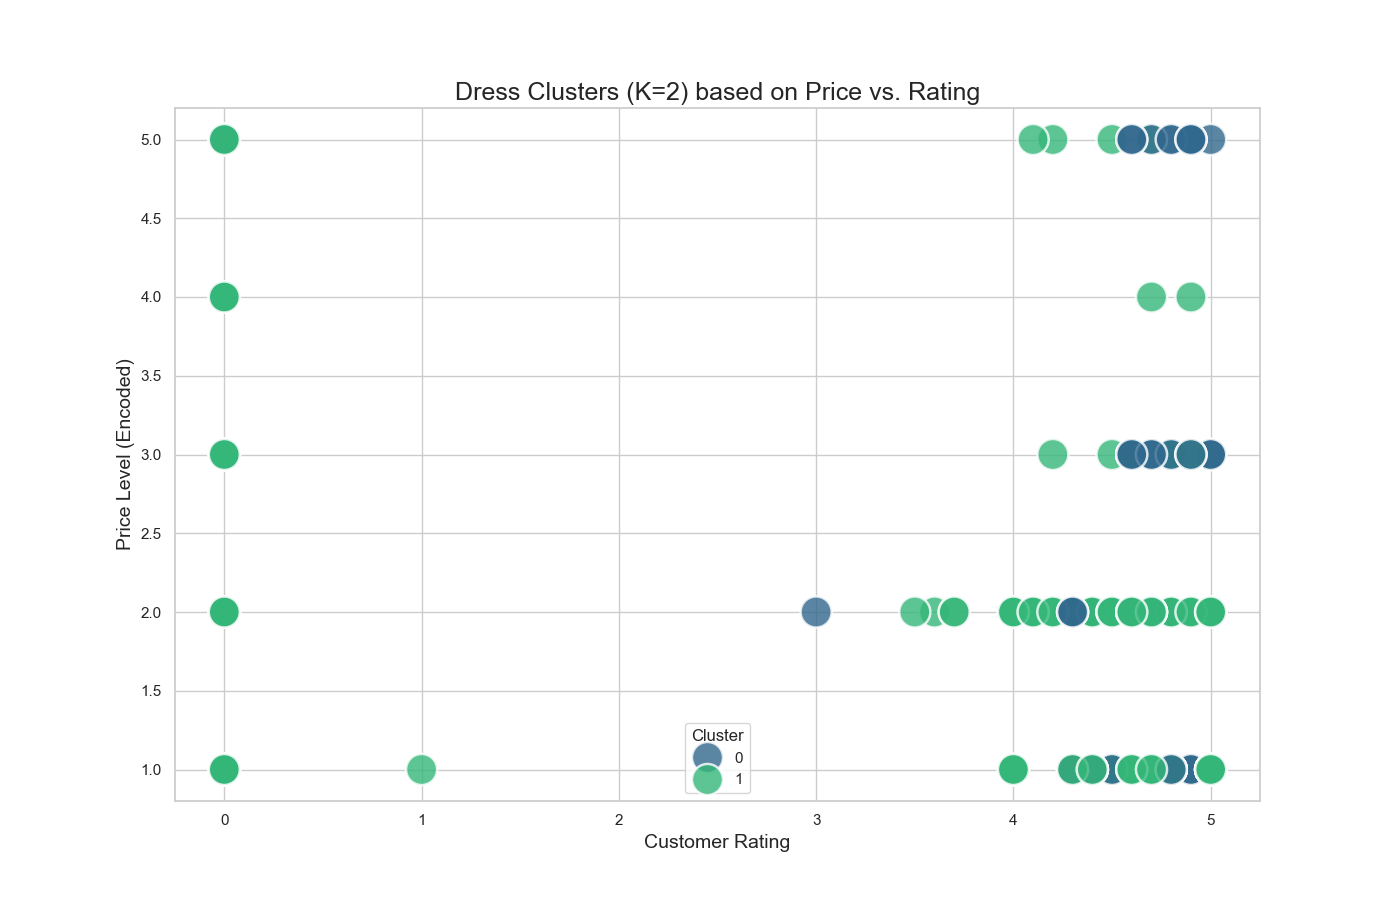 Dress Clusters (K=2) based on Price vs. Rating
5.0
4.5
4.0
3.5
3.0
2.5
2.0
1.5
1.0
Price Level (Encoded)
Cluster
0
1
0 1 2 3 4 5
Customer Rating